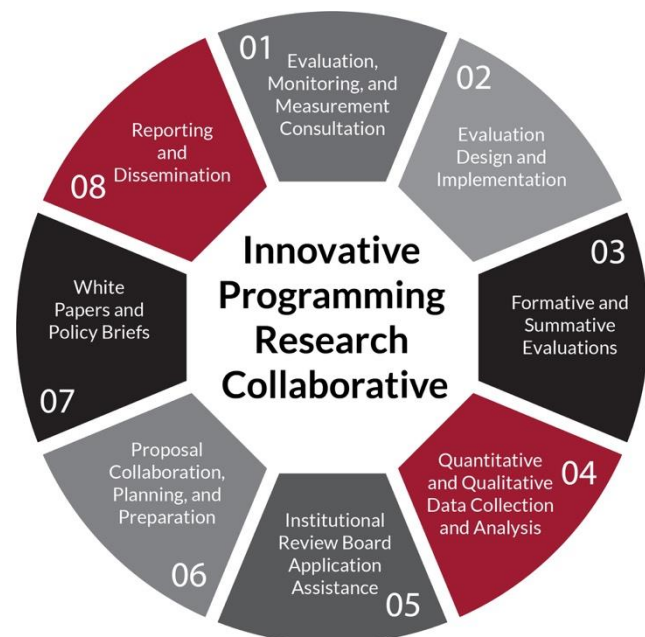 Innovative
Programming
Research
Collaborative
01
Evaluation,
Monitoring, and
Measurement
Consultation
02
Evaluation
Design and
Implementation
03
Formative and
Summative
Evaluations
04
Quantitative
and Qualitative
Data Collection
and Analysis
05
Institutional
Review Board
Application
Assistance
06
Proposal
Collaboration,
Planning, and
Preparation
07
White
Papers and
Policy Briefs
08
Reporting
and
Dissemination